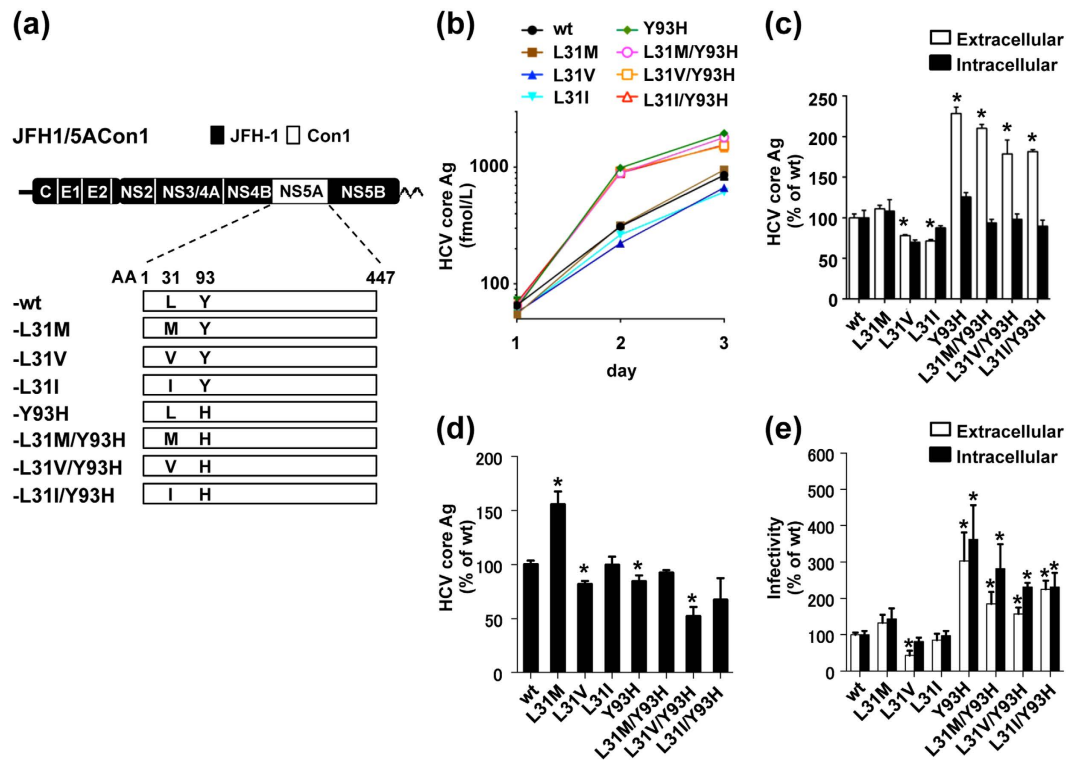 (a)
JFH1/5ACon1
JFH-1
Con1
C E1 E2 NS2 NS3/4A NS4B NS5A NS5B
AA 1 31 93 447
-wt L Y
-L31M M Y
-L31V V Y
-L31I I Y
-Y93H L H
-L31M/Y93H M H
-L31V/Y93H V H
-L31I/Y93H I H
(b)
wt
L31M
L31V
L31I
Y93H
L31M/Y93H
L31V/Y93H
L31I/Y93H
HCV core Ag
(fmol/L)
1000
100
1 2 3
day
(c)
Extracellular
Intracellular
HCV core Ag
(% of wt)
250
200
150
100
50
0
* * * * * *
wt
L31M
L31V
L31I
Y93H
L31M/Y93H
L31V/Y93H
L31I/Y93H
(d)
HCV core Ag
(% of wt)
200
150
100
50
0
* * * *
wt
L31M
L31V
L31I
Y93H
L31M/Y93H
L31V/Y93H
L31I/Y93H
(e)
Extracellular
Intracellular
Infectivity
(% of wt)
600
500
400
300
200
100
0
* * * * * * * * *
wt
L31M
L31V
L31I
Y93H
L31M/Y93H
L31V/Y93H
L31I/Y93H